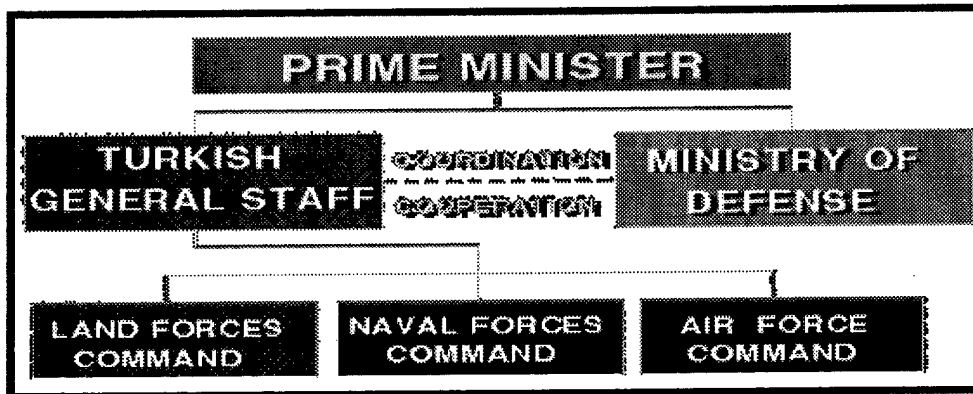 PRIME MINISTER
TURKISH
GENERAL STAFF
COORDINATION
COOPERATION
MINISTRY OF
DEFENSE
LAND FORCES
COMMAND
NAVAL FORCES
COMMAND
AIR FORCE
COMMAND